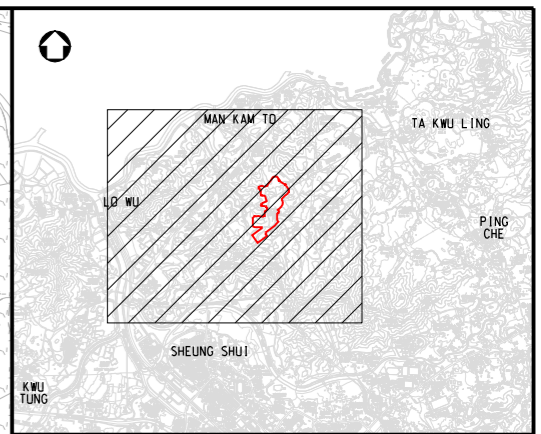 MAN KAM TO
TA KWU LING
LO WU
PING
CHE
SHEUNG SHUI
KWU
TUNG